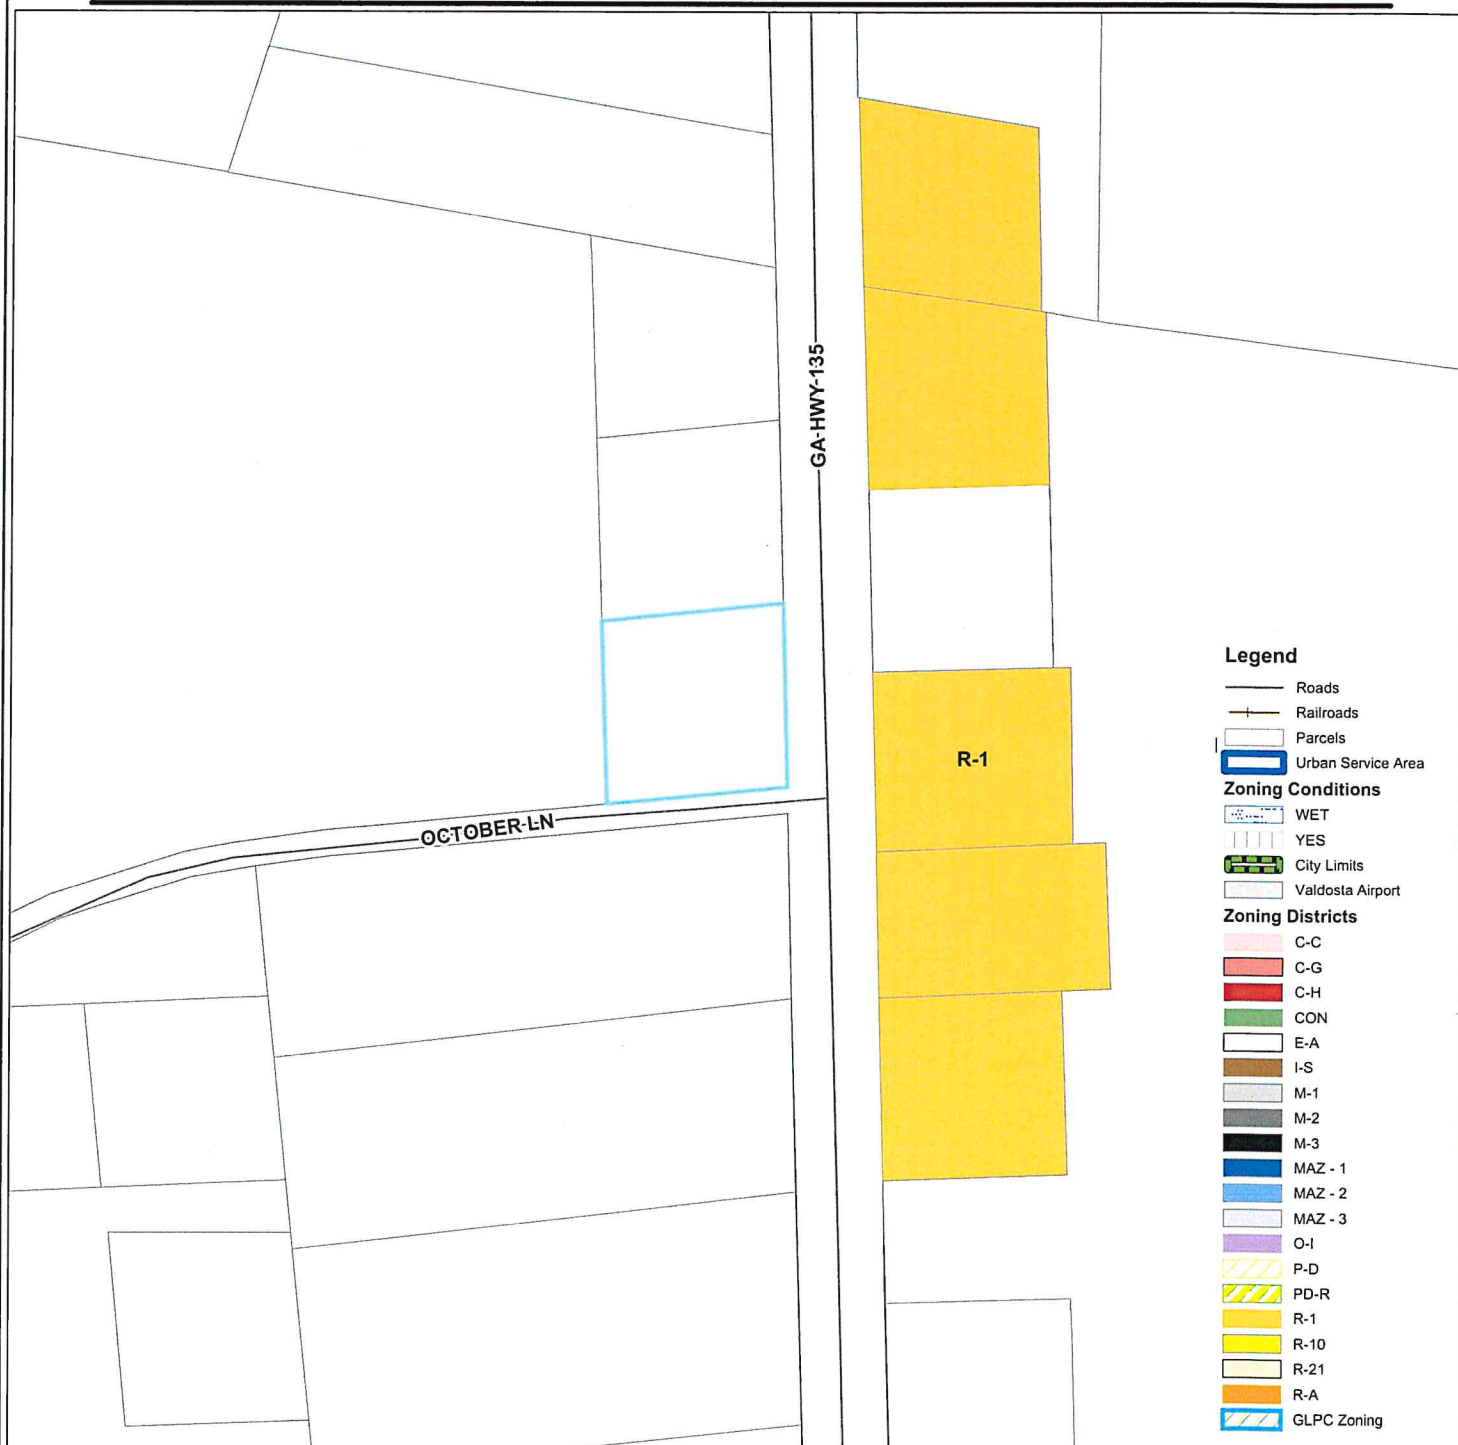 GA-HWY-135
R-1
OCTOBER-LN
Legend
Roads
Railroads
Parcels
Urban Service Area
Zoning Conditions
WET
YES
City Limits
Valdosta Airport
Zoning Districts
C-C
C-G
C-H
CON
E-A
I-S
M-1
M-2
M-3
MAZ - 1
MAZ - 2
MAZ - 3
O-I
P-D
PD-R
R-1
R-10
R-21
R-A
GLPC Zoning